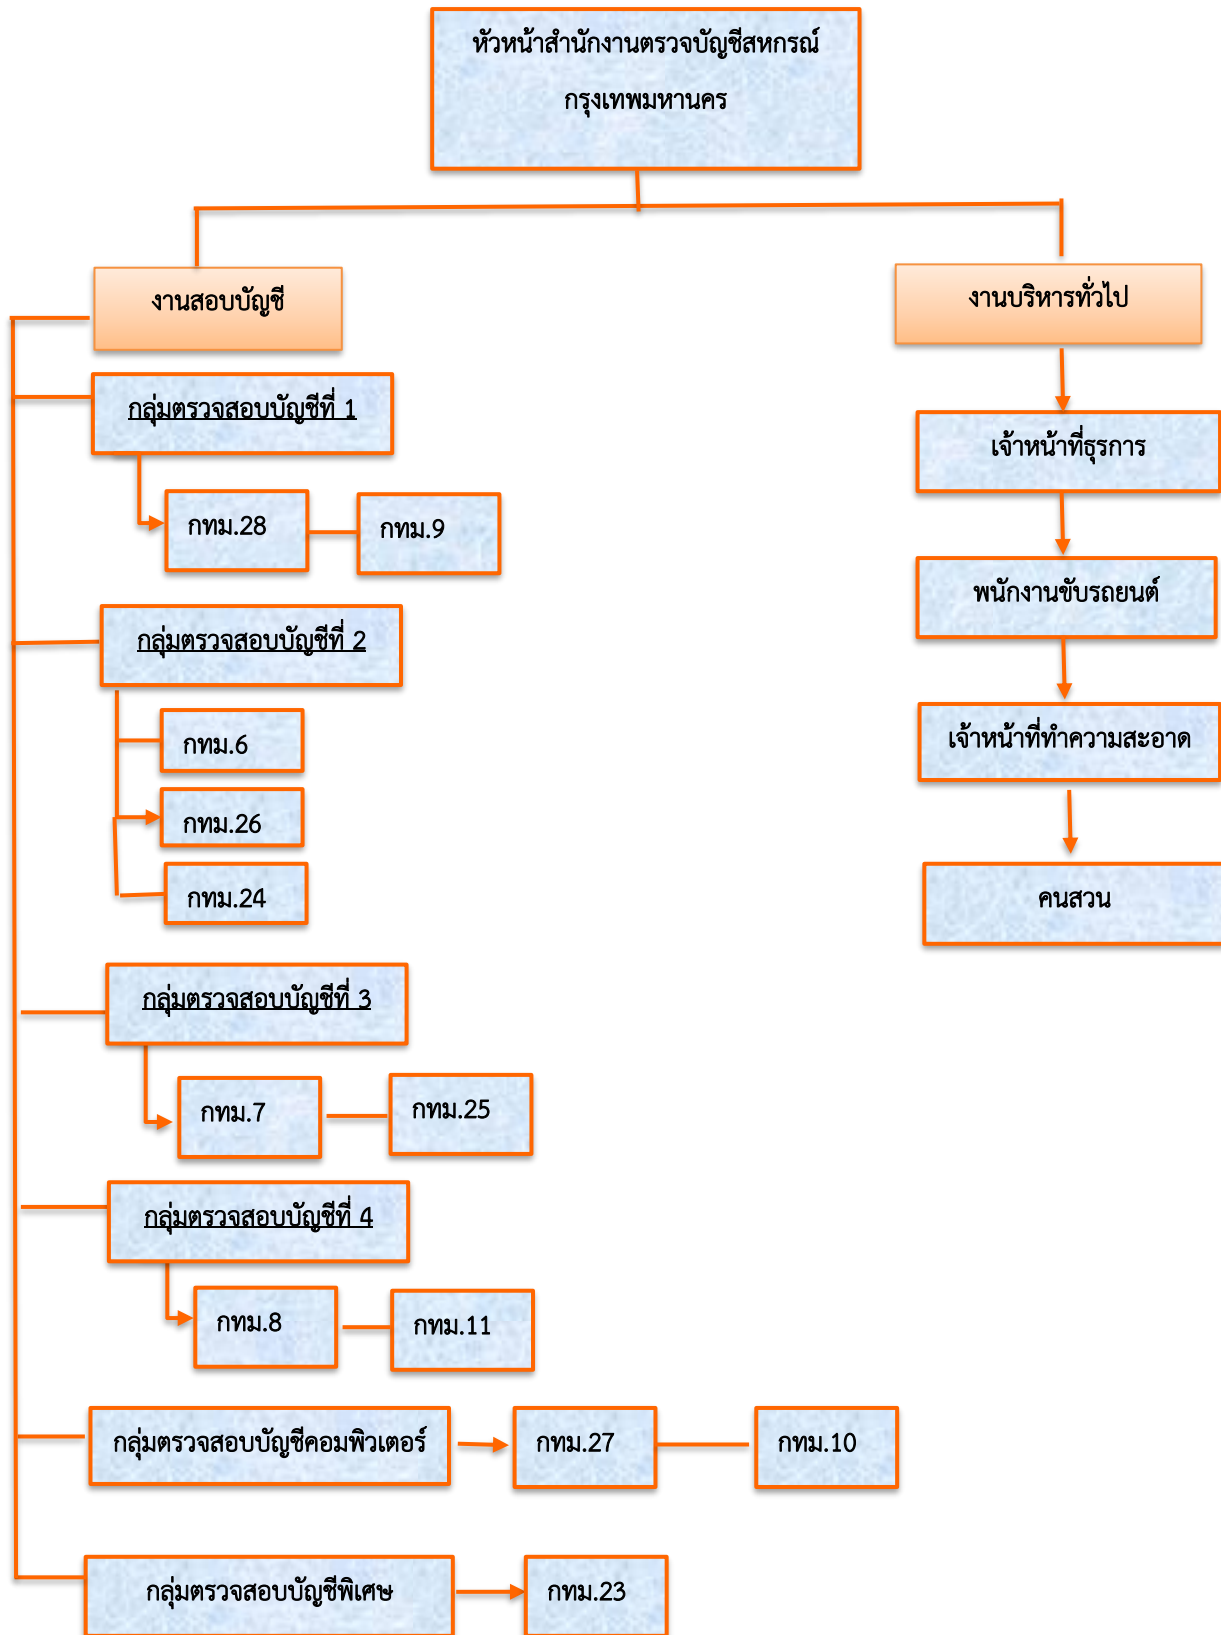 หัวหน้าสำนักงานตรวจบัญชีสหกรณ์
กรุงเทพมหานคร
งานสอบบัญชี
งานบริหารทั่วไป
กลุ่มตรวจสอบบัญชีที่ 1
กทม.28
กทม.9
กลุ่มตรวจสอบบัญชีที่ 2
กทม.6
กทม.26
กทม.24
กลุ่มตรวจสอบบัญชีที่ 3
กทม.7
กทม.25
กลุ่มตรวจสอบบัญชีที่ 4
กทม.8
กทม.11
กลุ่มตรวจสอบบัญชีคอมพิวเตอร์
กทม.27
กทม.10
กลุ่มตรวจสอบบัญชีพิเศษ
กทม.23
เจ้าหน้าที่ธุรการ
พนักงานขับรถยนต์
เจ้าหน้าที่ทำความสะอาด
คนสวน